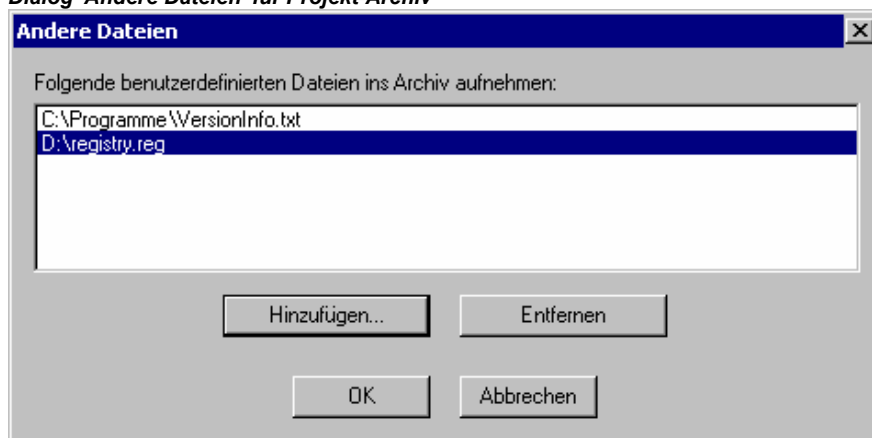 Dialog 'Andere Dateien' für Projekt Archiv
Andere Dateien
Folgende benutzerdefinierten Dateien ins Archiv aufnehmen:
C:\Programme\VersionInfo.txt
D:\registry.reg
Hinzufügen... Entfernen
OK Abbrechen